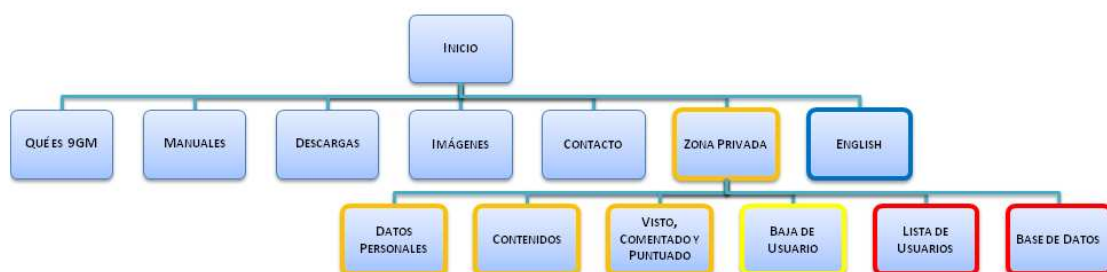 INICIO
QUÉ ES 9GM
MANUALES
DESCARGAS
IMÁGENES
CONTACTO
ZONA PRIVADA
ENGLISH
DATOS
PERSONALES
CONTENIDOS
VISTO,
COMENTADO Y
PUNTUADO
BAJA DE
USUARIO
LISTA DE
USUARIOS
BASE DE DATOS